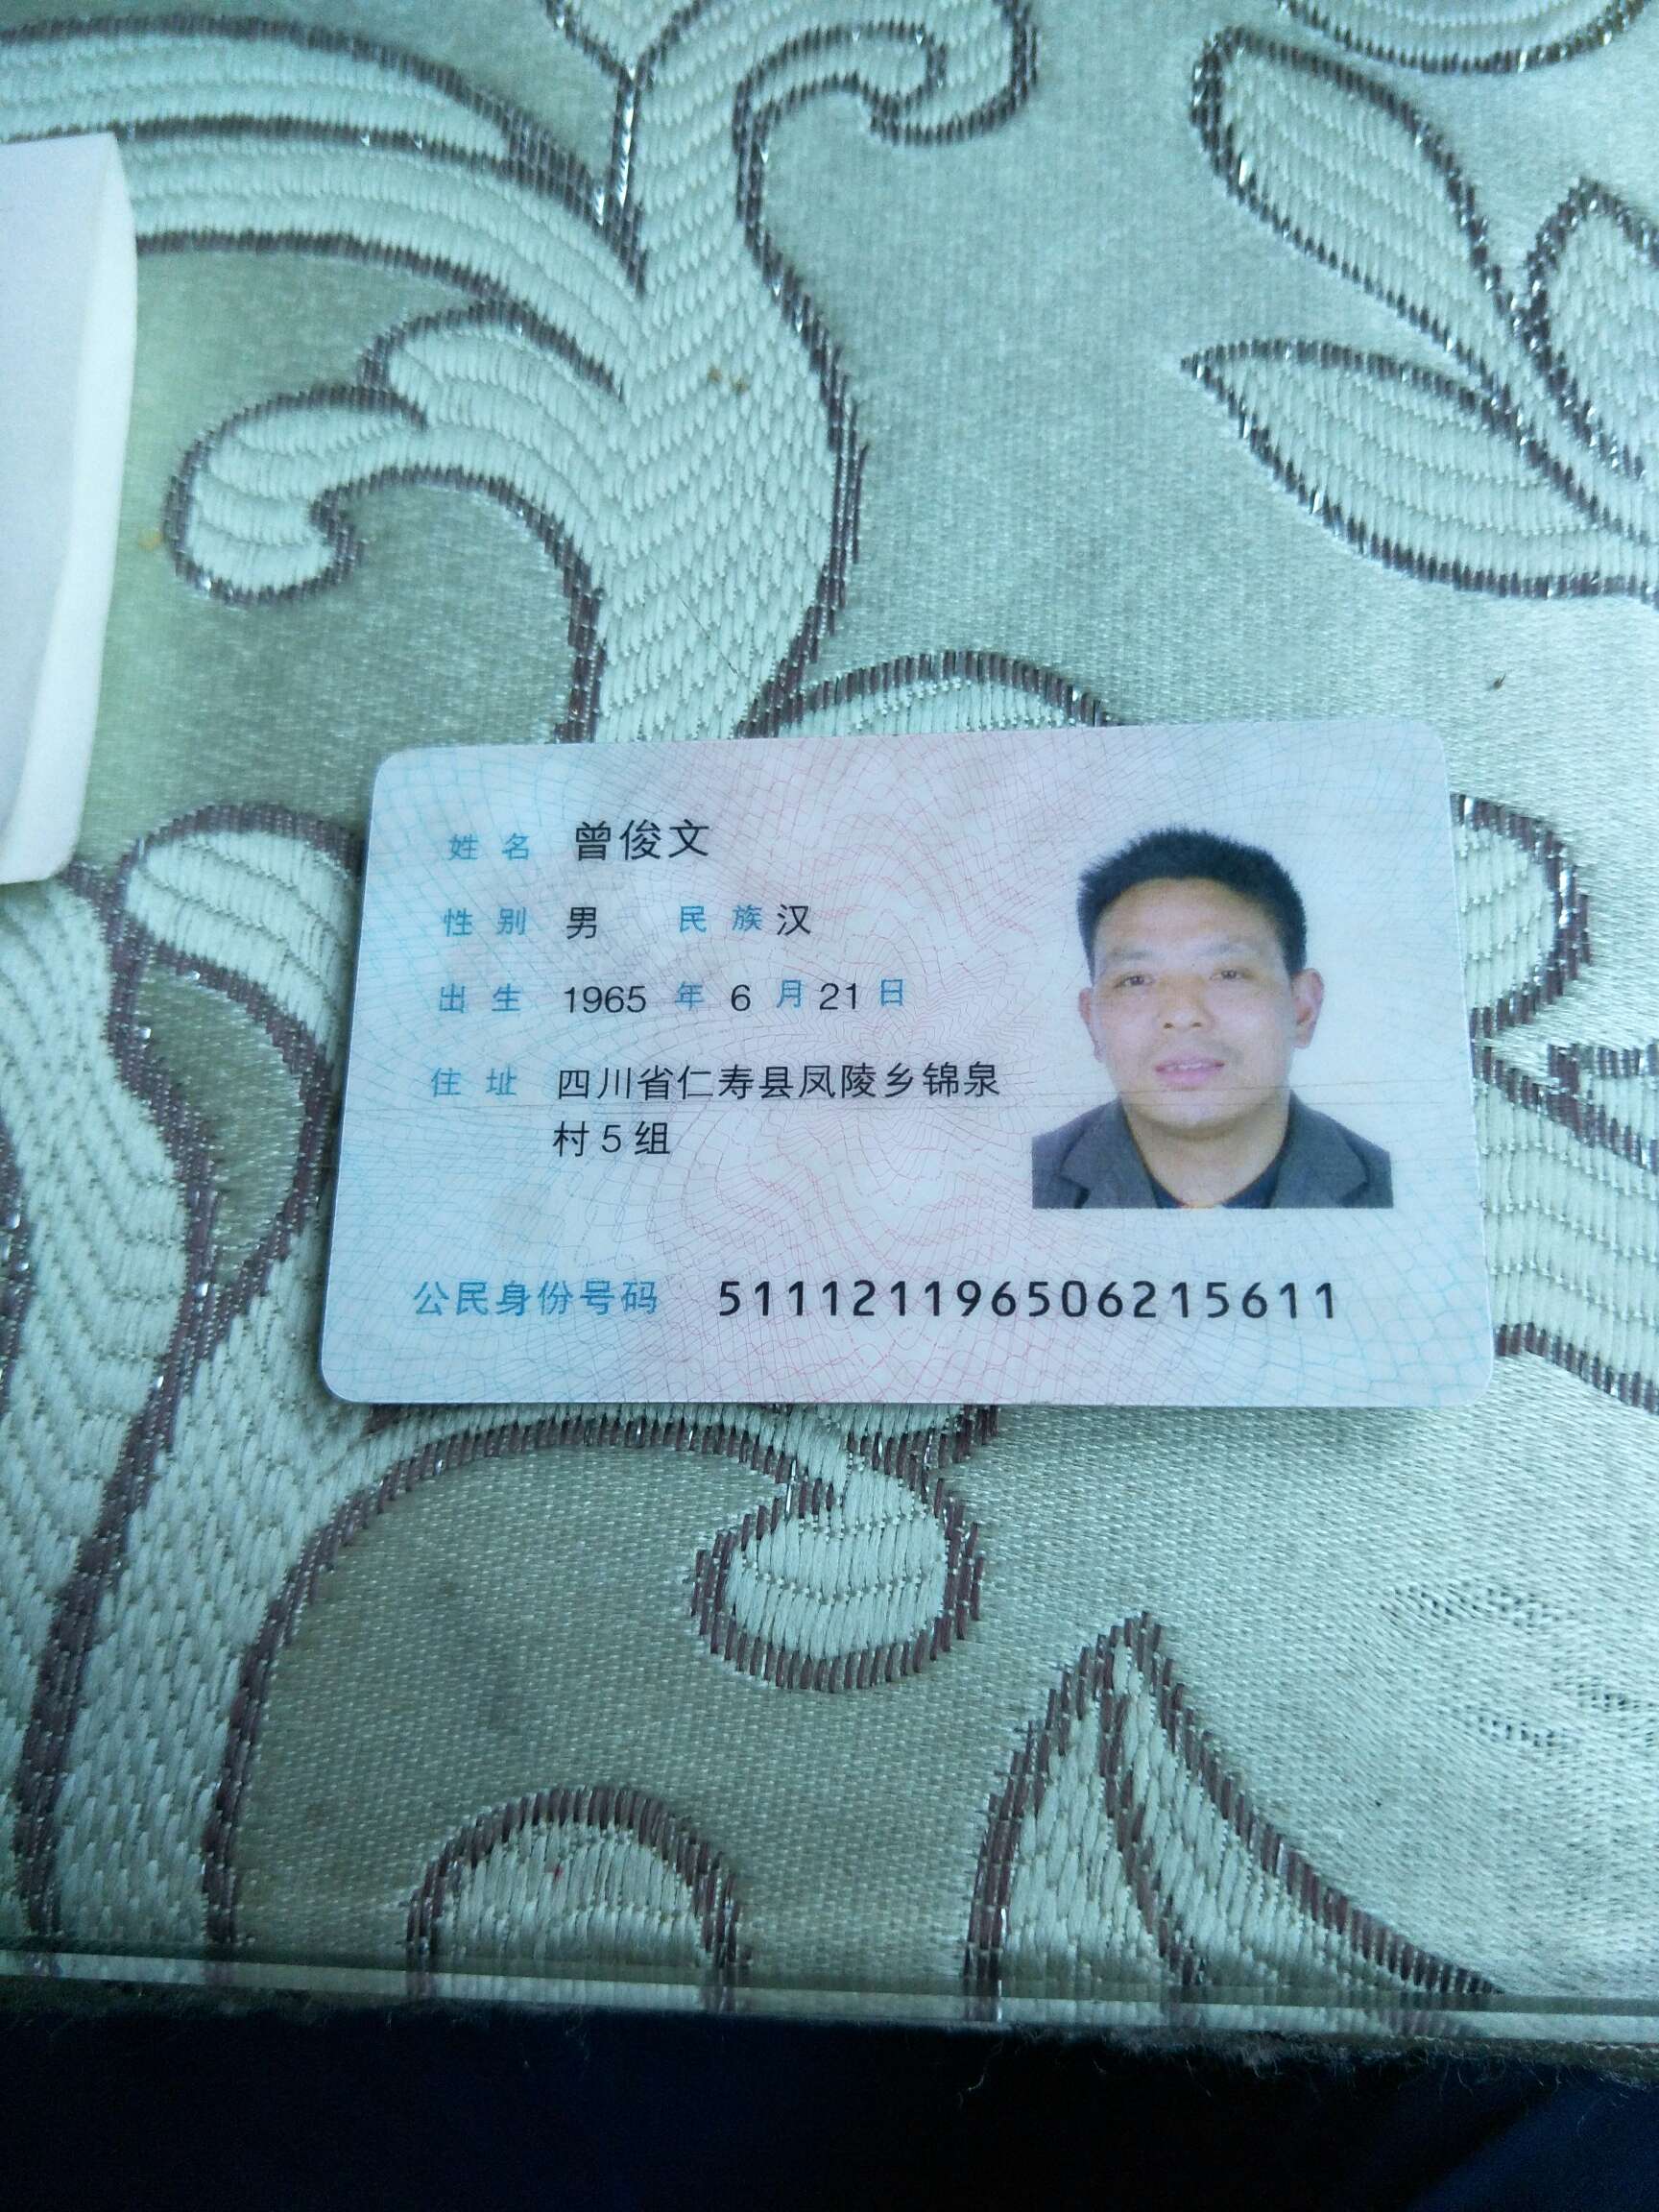 姓名 曾俊文
性别 男 民族 汉
出生 1965 年 6 月 21 日
住址 四川省仁寿县凤陵乡锦泉
村5组
公民身份号码 511121196506215611